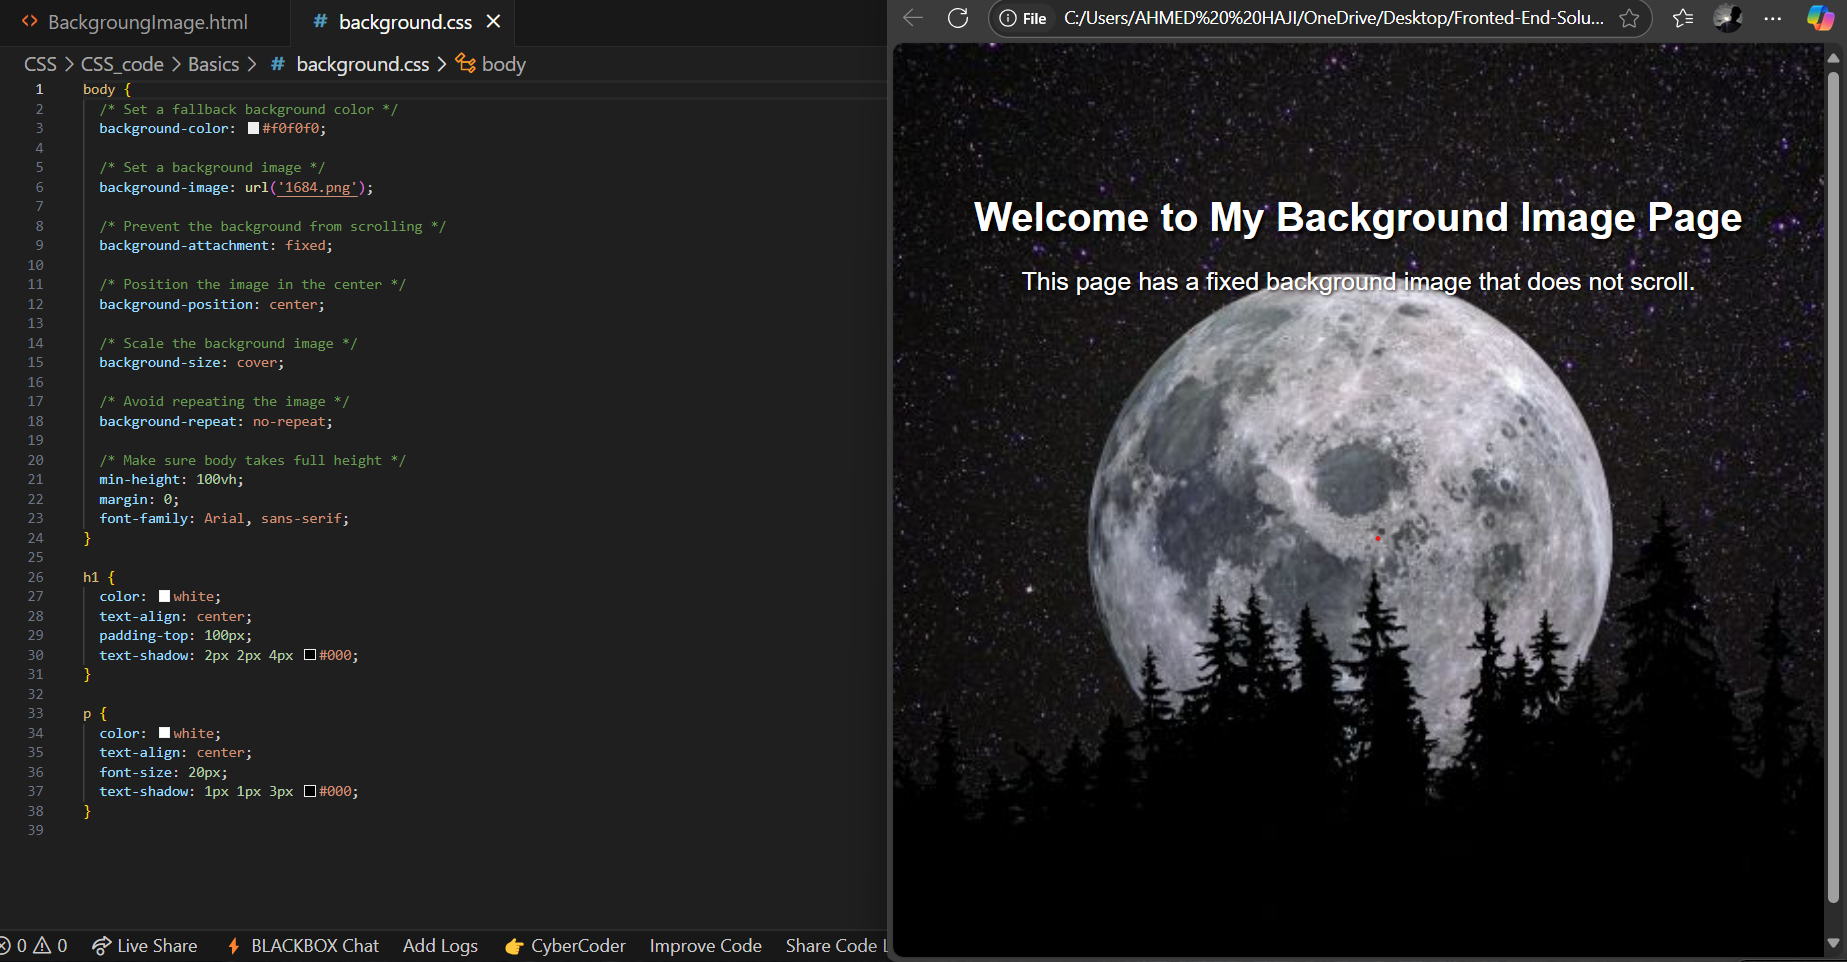 BackgroungImage.html
# background.css
CSS > CSS_code > Basics > # background.css > body
1 body {
2 /* Set a fallback background color */
3 background-color: #f0f0f0;
4
5 /* Set a background image */
6 background-image: url('1684.png');
7
8 /* Prevent the background from scrolling */
9 background-attachment: fixed;
10
11 /* Position the image in the center */
12 background-position: center;
13
14 /* Scale the background image */
15 background-size: cover;
16
17 /* Avoid repeating the image */
18 background-repeat: no-repeat;
19
20 /* Make sure body takes full height */
21 min-height: 100vh;
22 margin: 0;
23 font-family: Arial, sans-serif;
24 }
25
26 h1 {
27 color: white;
28 text-align: center;
29 padding-top: 100px;
30 text-shadow: 2px 2px 4px #000;
31 }
32
33 p {
34 color: white;
35 text-align: center;
36 font-size: 20px;
37 text-shadow: 1px 1px 3px #000;
38 }
39
0 0 Live Share BLACKBOX Chat Add Logs CyberCoder Improve Code Share Code L
File C:/Users/AHMED%20%20HAJI/OneDrive/Desktop/Fronted-End-Solu...
Welcome to My Background Image Page
This page has a fixed background image that does not scroll.